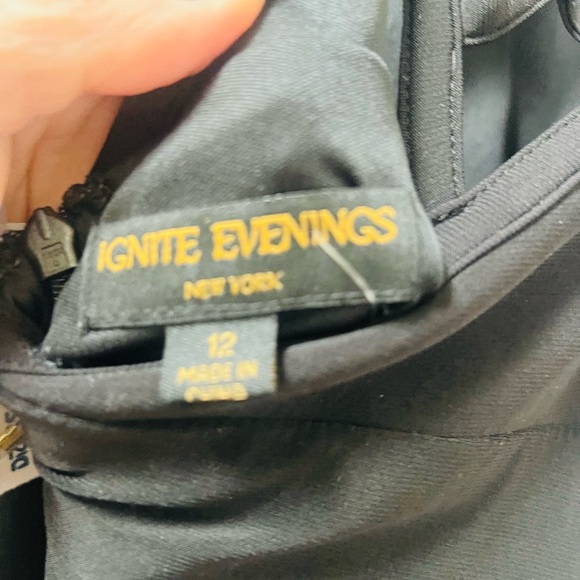 IGNITE EVENINGS
NEW YORK
12
MADE IN
CHINA